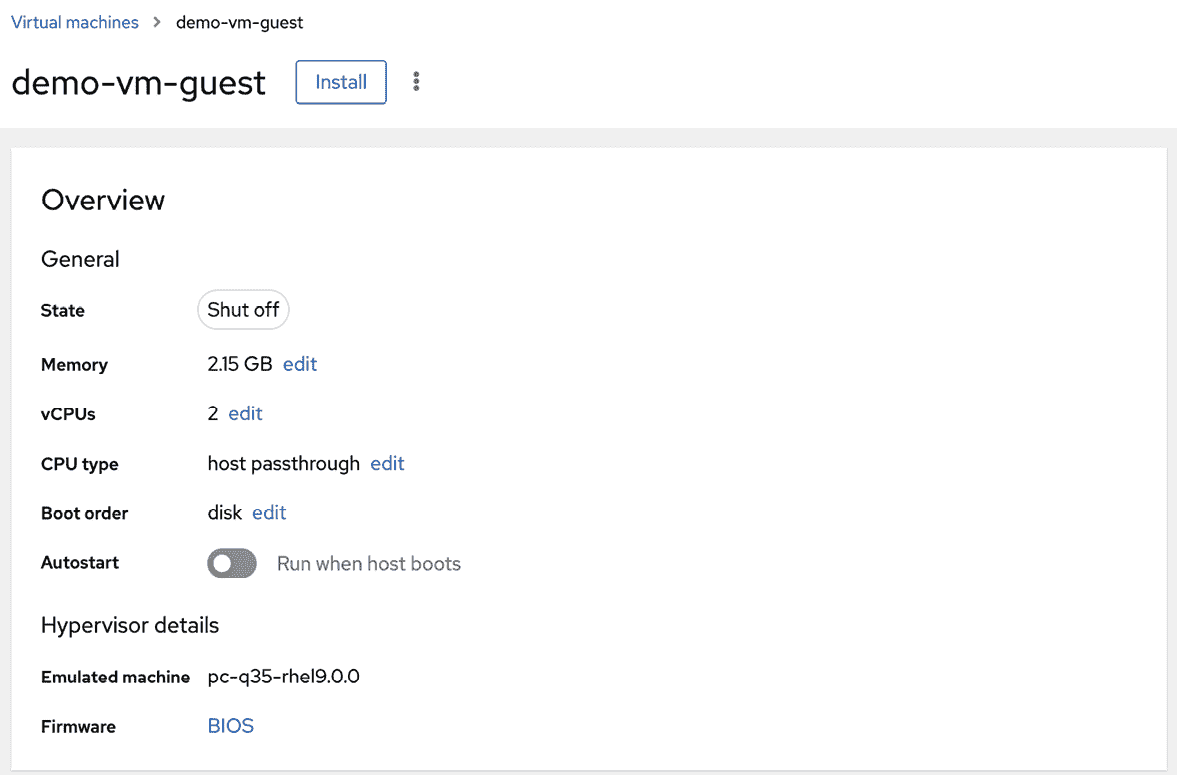 Virtual machines > demo-vm-guest
demo-vm-guest Install
Overview
General
State Shut off
Memory 2.15 GB edit
vCPUs 2 edit
CPU type host passthrough edit
Boot order disk edit
Autostart Run when host boots
Hypervisor details
Emulated machine pc-q35-rhel9.0.0
Firmware BIOS